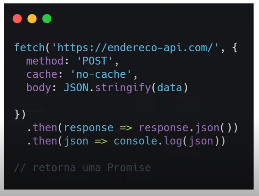 fetch('https://endereco-api.com/', {
  method: 'POST',
  cache: 'no-cache',
  body: JSON.stringify(data)

})
  .then(response => response.json())
  .then(json => console.log(json))

// retorna uma Promise